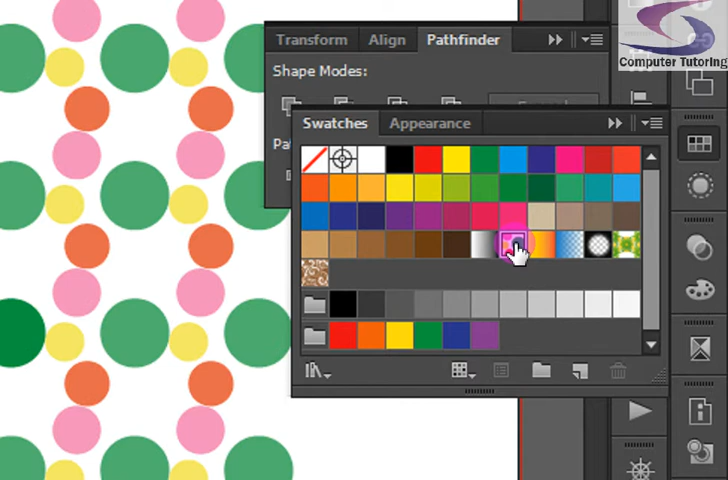 Computer Tutoring
Transform Align Pathfinder
Shape Modes:
Swatches Appearance